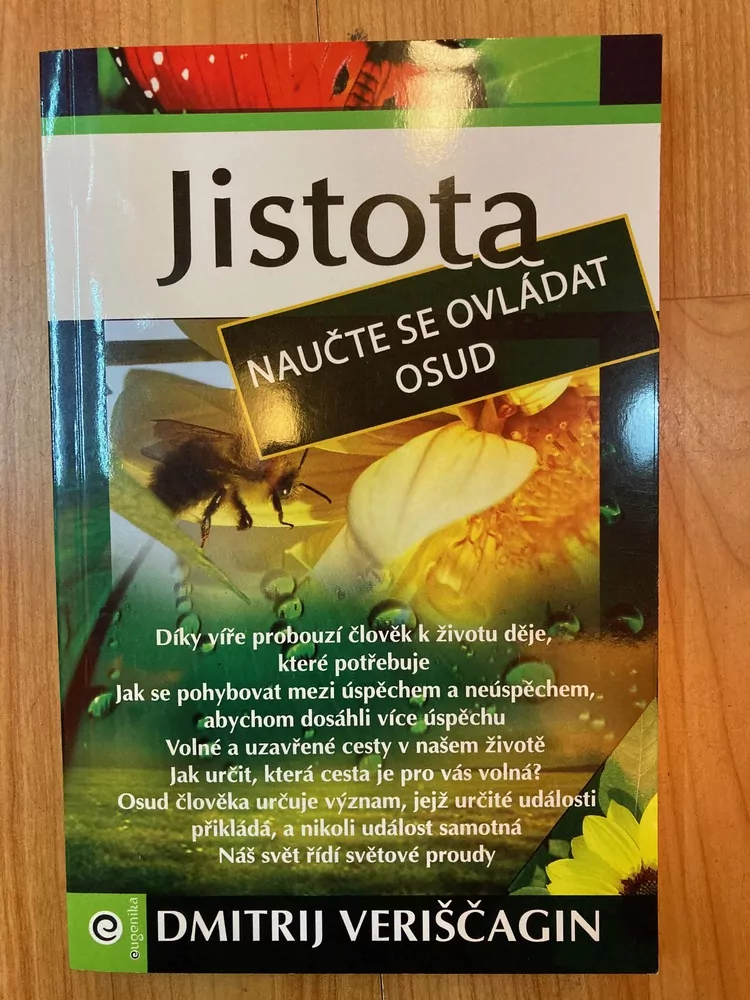 Jistota
NAUČTE SE OVLÁDAT
OSUD
Díky yíře probouzí člověk k životu děje,
které potřebuje
Jak se pohybovat mezi úspěchem a neúspěchem,
abychom dosáhli více úspěchu
Volné a uzavřené cesty v našem životě
Jak určit, která cesta je pro vás volná?
Osud člověka určuje význam, jejž určité události
přikládá, a nikoli událost samotná
Náš svět řídí světové proudy
eugenika
DMITRIJ VERIŠČAGIN